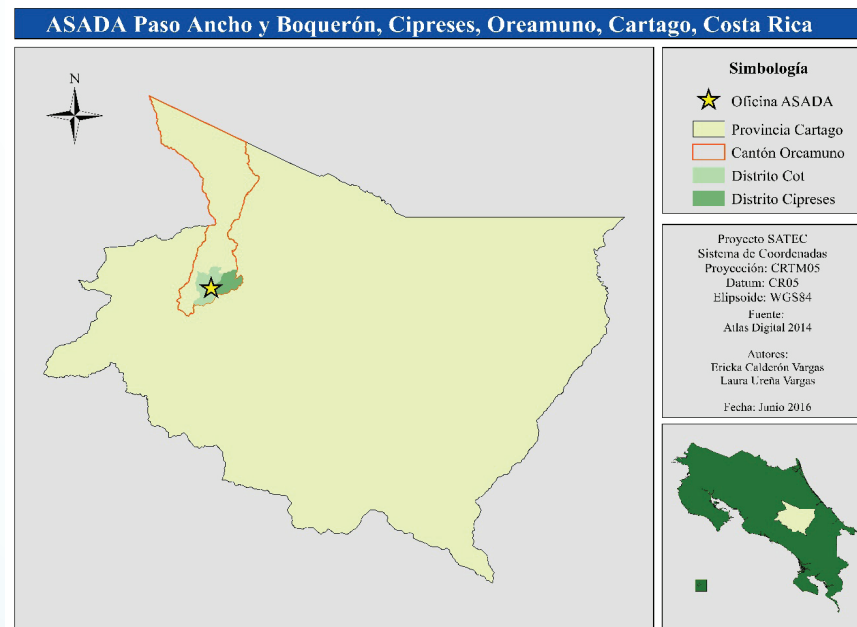 ASADA Paso Ancho y Boquerón, Cipreses, Oreamuno, Cartago, Costa Rica
N
Simbología
Oficina ASADA
Provincia Cartago
Cantón Oreamuno
Distrito Cot
Distrito Cipreses
Proyecto SATEC
Sistema de Coordenadas
Proyección: CRTM05
Datum: CR05
Elipsoide: WGS84
Fuente:
Atlas Digital 2014
Autores:
Ericka Calderón Vargas
Laura Ureña Vargas
Fecha: Junio 2016